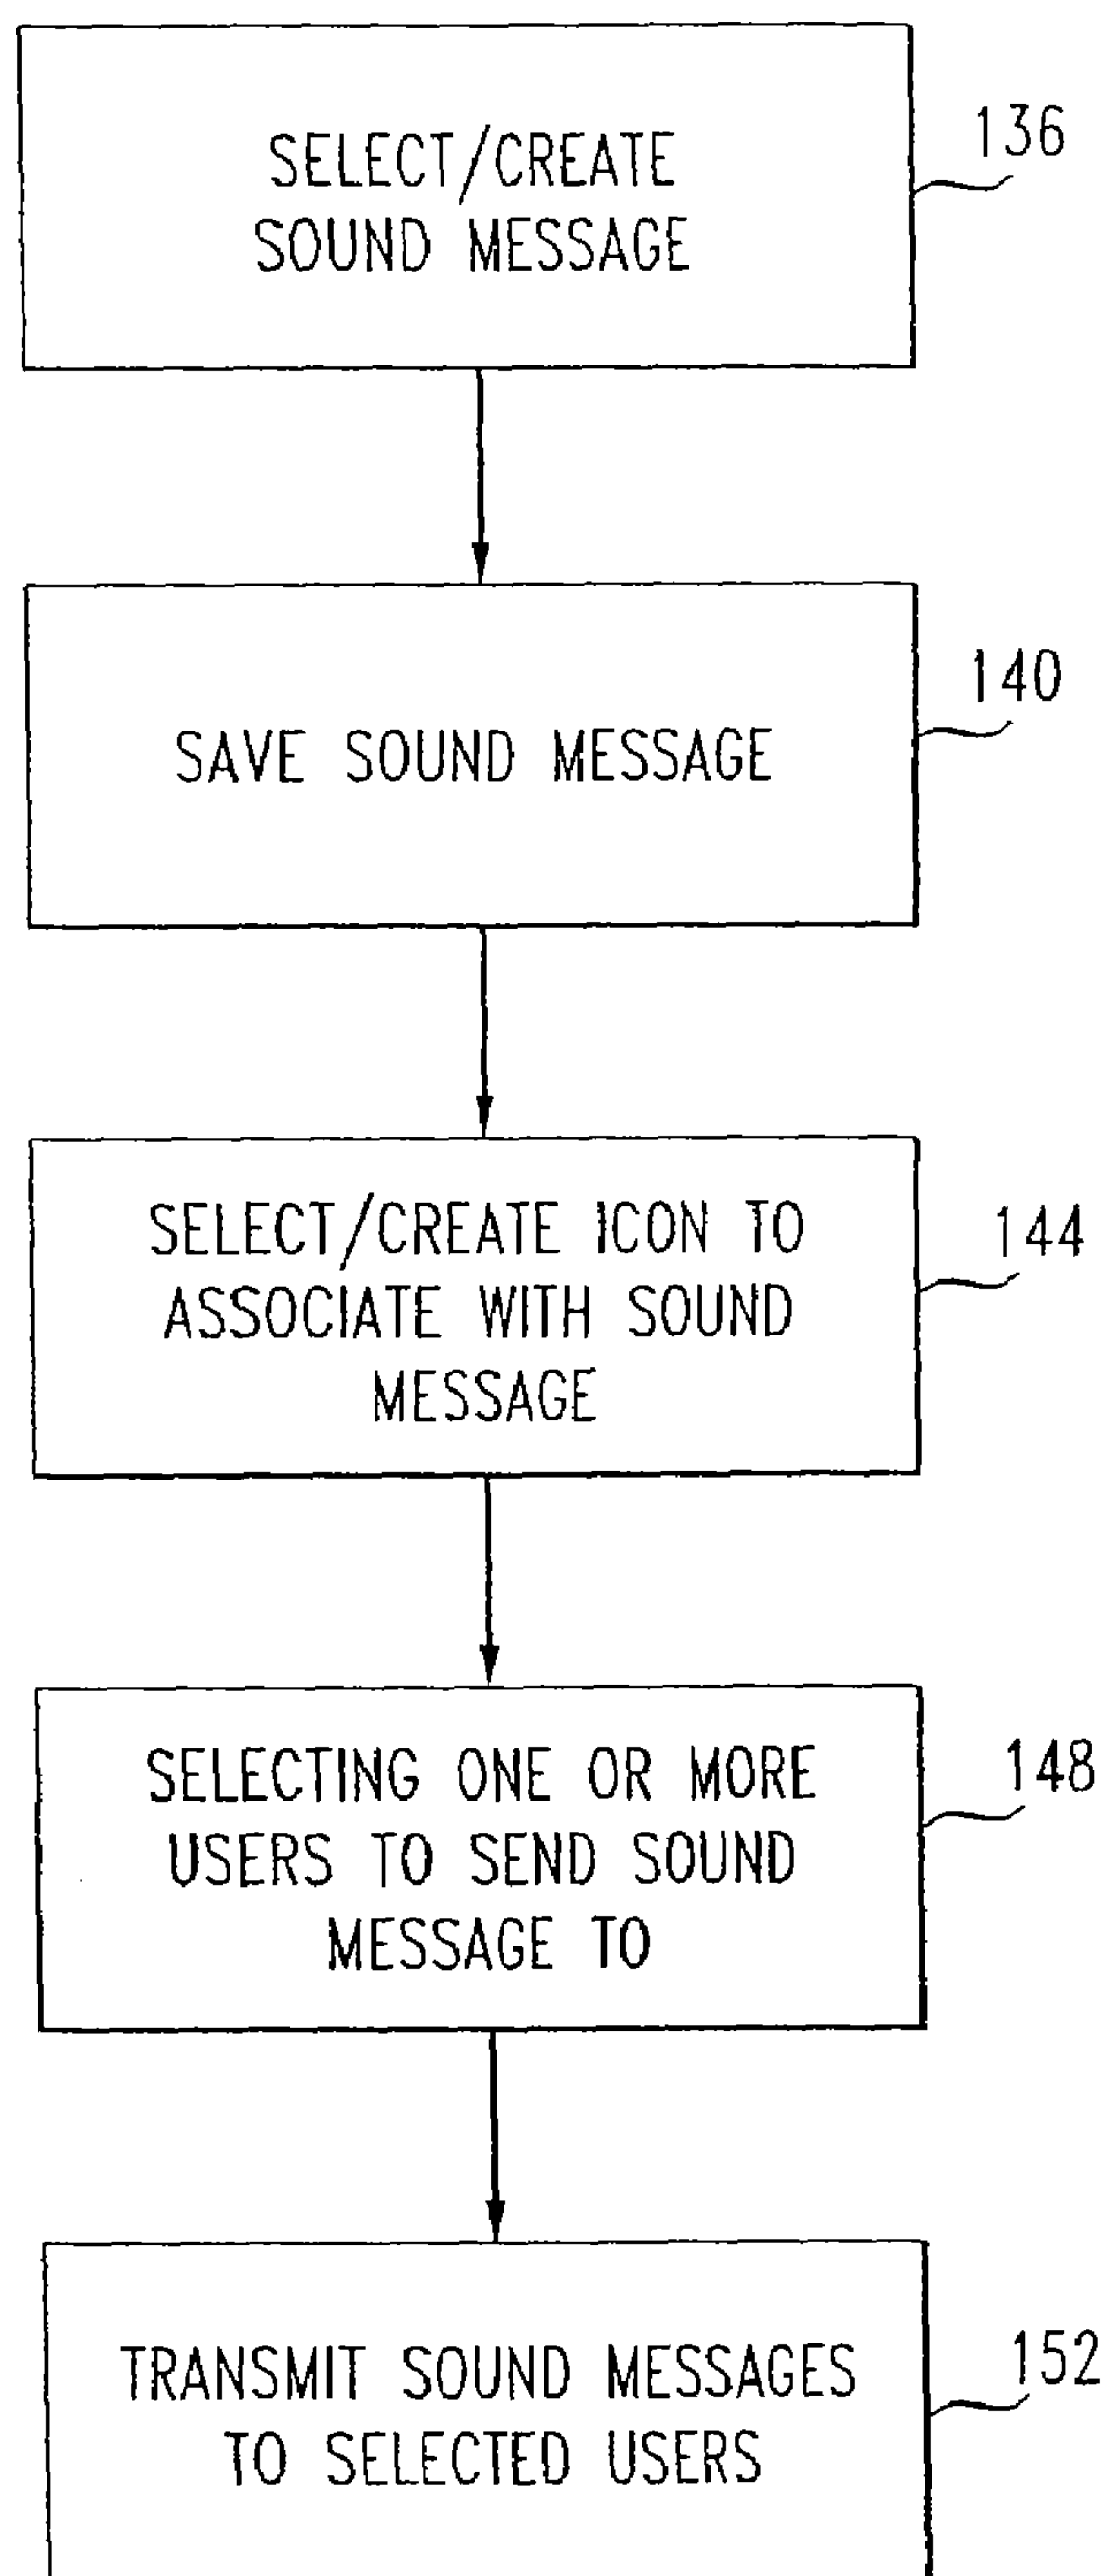 SELECT/CREATE
SOUND MESSAGE
136
SAVE SOUND MESSAGE
140
SELECT/CREATE ICON TO
ASSOCIATE WITH SOUND
MESSAGE
144
SELECTING ONE OR MORE
USERS TO SEND SOUND
MESSAGE TO
148
TRANSMIT SOUND MESSAGES
TO SELECTED USERS
152